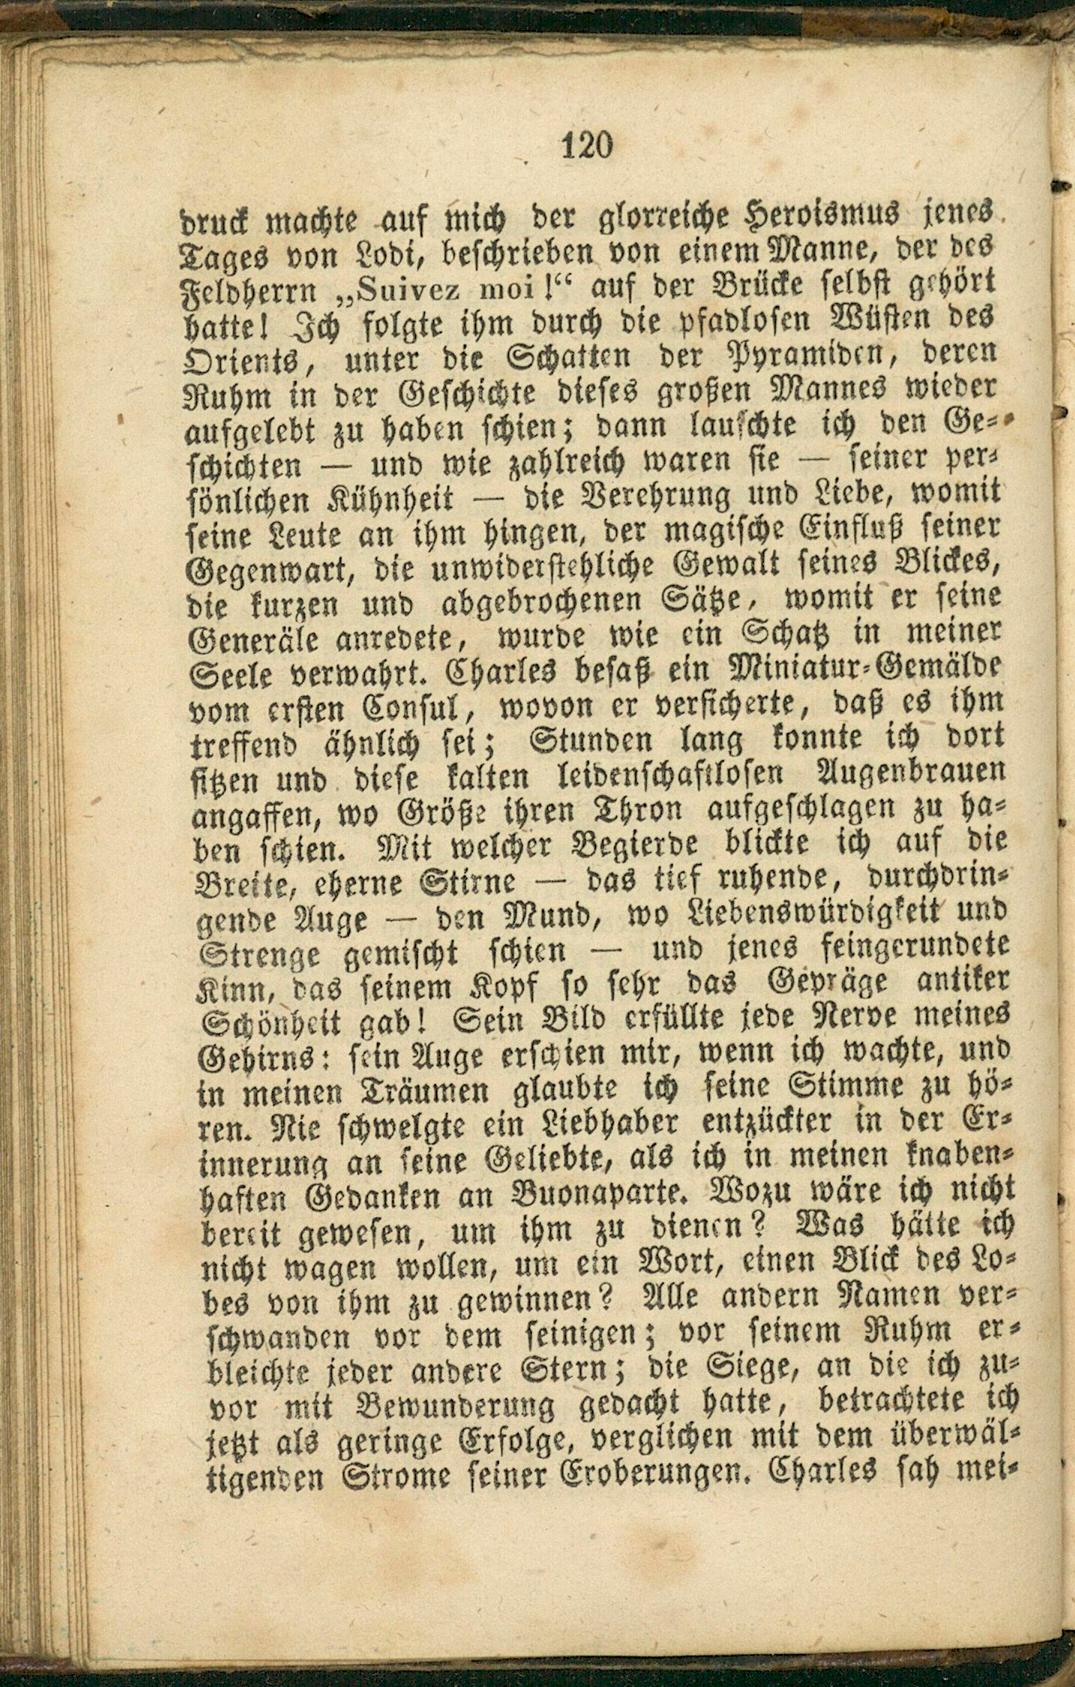 120
druck machte auf mich der glorreiche Heroismus jenes
Tages von Lodi, beschrieben von einem Manne, der des
Feldherrn „Suivez moi!“ auf der Brücke selbst gehört
hatte! Ich folgte ihm durch die pfadlosen Wüsten des
Orients, unter die Schatten der Pyramiden, deren
Ruhm in der Geschichte dieses großen Mannes wieder
aufgelebt zu haben schien; dann lauschte ich den Ge-
schichten — und wie zahlreich waren sie — seiner per-
sönlichen Kühnheit — die Verehrung und Liebe, womit
seine Leute an ihm hingen, der magische Einfluß seiner
Gegenwart, die unwiderstehliche Gewalt seines Blickes,
die kurzen und abgebrochenen Sätze, womit er seine
Generäle anredete, wurde wie ein Schatz in meiner
Seele verwahrt. Charles besaß ein Miniatur-Gemälde
vom ersten Consul, wovon er versicherte, daß es ihm
treffend ähnlich sei; Stunden lang konnte ich dort
sitzen und diese kalten leidenschaftlosen Augenbrauen
angaffen, wo Größe ihren Thron aufgeschlagen zu ha-
ben schien. Mit welcher Begierde blickte ich auf die
Breite, eherne Stirne — das tief ruhende, durchdrin-
gende Auge — den Mund, wo Liebenswürdigkeit und
Strenge gemischt schien — und jenes feingerundete
Kinn, das seinem Kopf so sehr das Gepräge antiker
Schönheit gab! Sein Bild erfüllte jede Nerve meines
Gehirns: sein Auge erschien mir, wenn ich wachte, und
in meinen Träumen glaubte ich seine Stimme zu hö-
ren. Nie schwelgte ein Liebhaber entzückter in der Er-
innerung an seine Geliebte, als ich in meinen knaben-
haften Gedanken an Buonaparte. Wozu wäre ich nicht
bereit gewesen, um ihm zu dienen? Was hätte ich
nicht wagen wollen, um ein Wort, einen Blick des Lo-
bes von ihm zu gewinnen? Alle andern Namen ver-
schwanden vor dem seinigen; vor seinem Ruhm er-
bleichte jeder andere Stern; die Siege, an die ich zu-
vor mit Bewunderung gedacht hatte, betrachtete ich
jetzt als geringe Erfolge, verglichen mit dem überwäl-
tigenden Strome seiner Eroberungen. Charles sah mei-